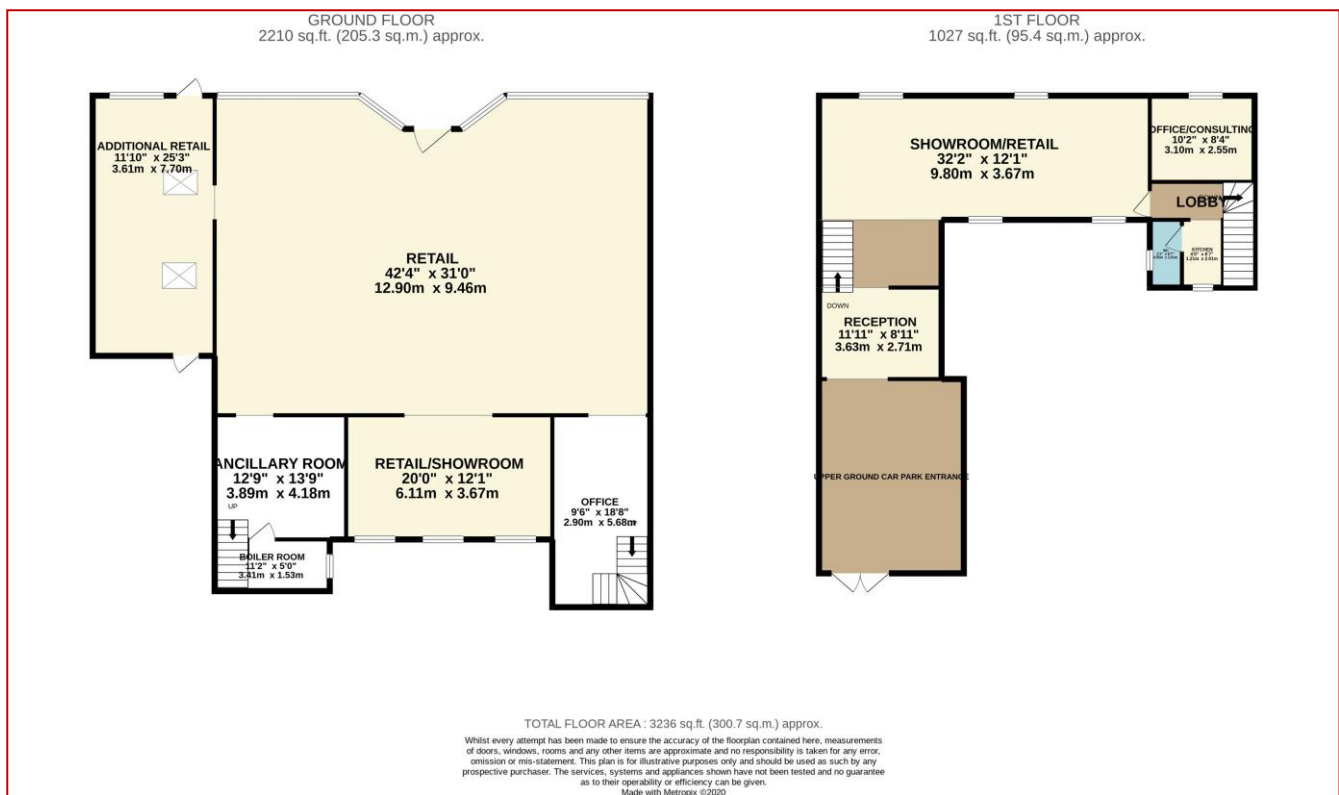 GROUND FLOOR
2210 sq.ft. (205.3 sq.m.) approx.
1ST FLOOR
1027 sq.ft. (95.4 sq.m.) approx.
ADDITIONAL RETAIL
11'10" x 25'3"
3.61m x 7.70m
RETAIL
42'4" x 31'0"
12.90m x 9.46m
ANCILLARY ROOM
12'9" x 13'9"
3.89m x 4.18m
UP
BOILER ROOM
11'2" x 5'0"
3.41m x 1.53m
RETAIL/SHOWROOM
20'0" x 12'1"
6.11m x 3.67m
OFFICE
9'6" x 18'8"
2.90m x 5.68m
SHOWROOM/RETAIL
32'2" x 12'1"
9.80m x 3.67m
OFFICE/CONSULTING
10'2" x 8'4"
3.10m x 2.55m
LOBBY
KITCHEN
DOWN
RECEPTION
11'11" x 8'11"
3.63m x 2.71m
UPPER GROUND CAR PARK ENTRANCE
TOTAL FLOOR AREA : 3236 sq.ft. (300.7 sq.m.) approx.
Whilst every attempt has been made to ensure the accuracy of the floorplan contained here, measurements
of doors, windows, rooms and any other items are approximate and no responsibility is taken for any error,
omission or mis-statement. This plan is for illustrative purposes only and should be used as such by any
prospective purchaser. The services, systems and appliances shown have not been tested and no guarantee
as to their operability or efficiency can be given.
Made with Metropix ©2020